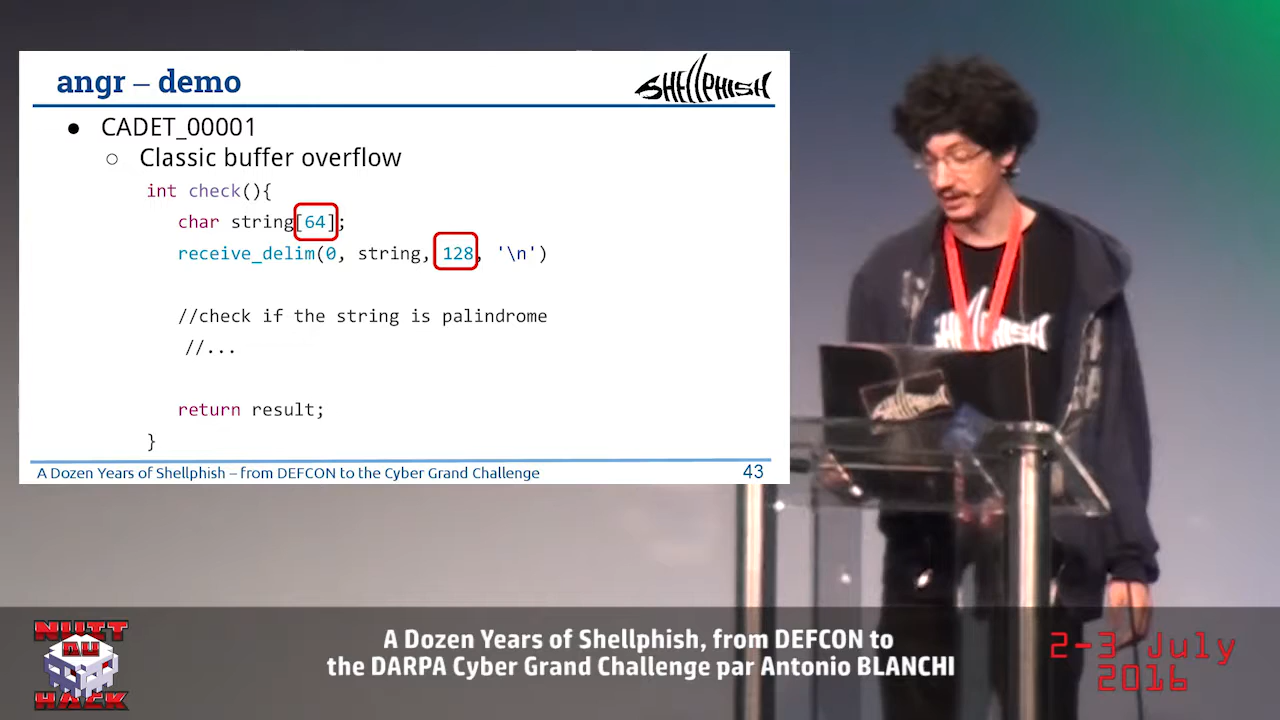 angr – demo
SHELLPHISH
● CADET_00001
○ Classic buffer overflow
int check(){
char string[64];
receive_delim(0, string, 128, '\n')
//check if the string is palindrome
//...
return result;
}
A Dozen Years of Shellphish – from DEFCON to the Cyber Grand Challenge
43
SHELLPHISH
NUIT
DU
HACK
A Dozen Years of Shellphish, from DEFCON to
the DARPA Cyber Grand Challenge par Antonio BLANCHI
2-3 July
2016